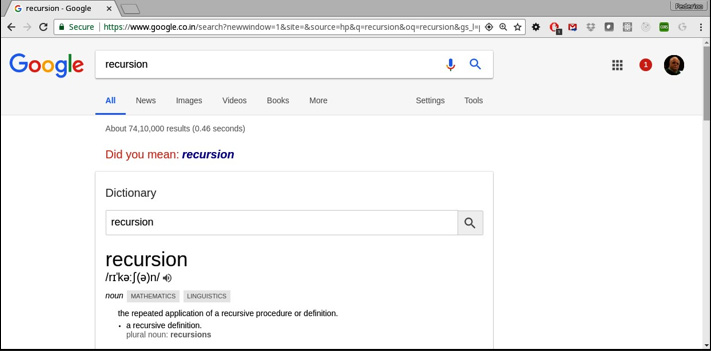 Federico
recursion - Google
Secure https://www.google.co.in/search?newwindow=1&site=&source=hp&q=recursion&oq=recursion&gs_l=
Google
recursion
1
All News Images Videos Books More Settings Tools
About 74,10,000 results (0.46 seconds)
Did you mean: recursion
Dictionary
recursion
recursion
/rɪˈkəːʃ(ə)n/
noun MATHEMATICS LINGUISTICS
the repeated application of a recursive procedure or definition.
• a recursive definition.
plural noun: recursions